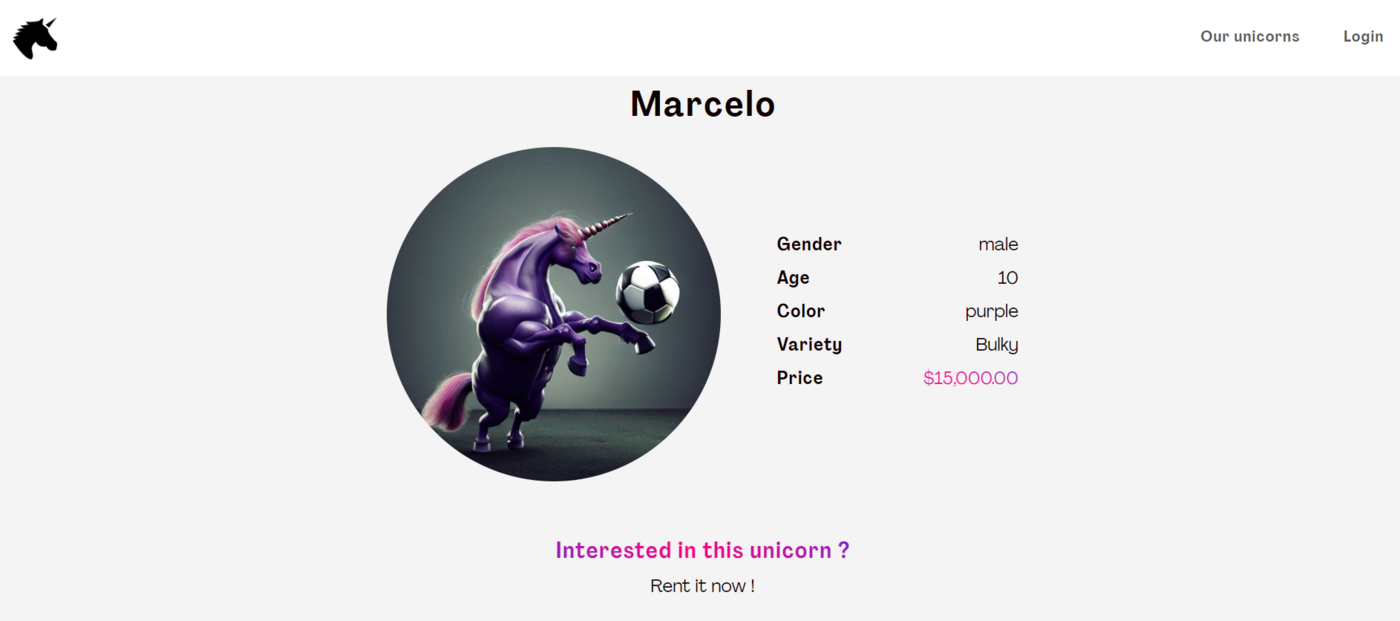 Our unicorns Login
Marcelo
Gender male
Age 10
Color purple
Variety Bulky
Price $15,000.00
Interested in this unicorn ?
Rent it now !